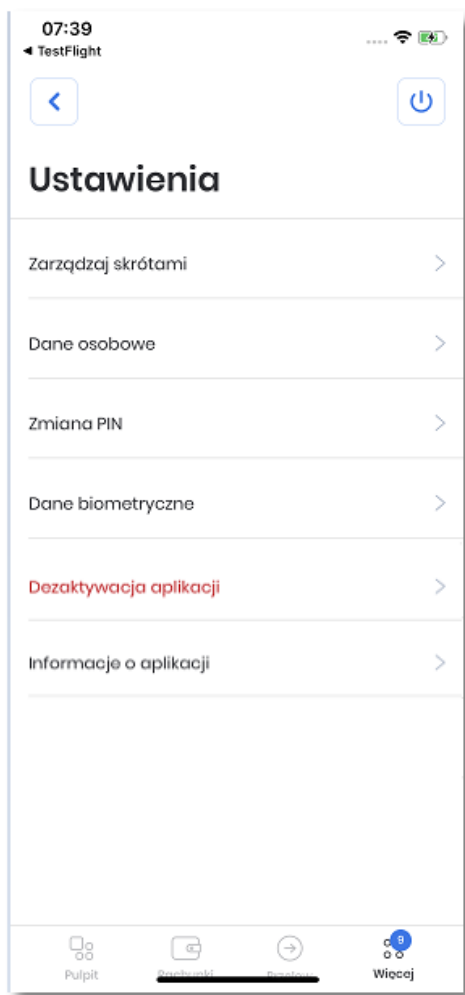 07:39
◀ TestFlight
Ustawienia
Zarządzaj skrótami
Dane osobowe
Zmiana PIN
Dane biometryczne
Dezaktywacja aplikacji
Informacje o aplikacji
9
Pulpit
Rachunki
Więcej